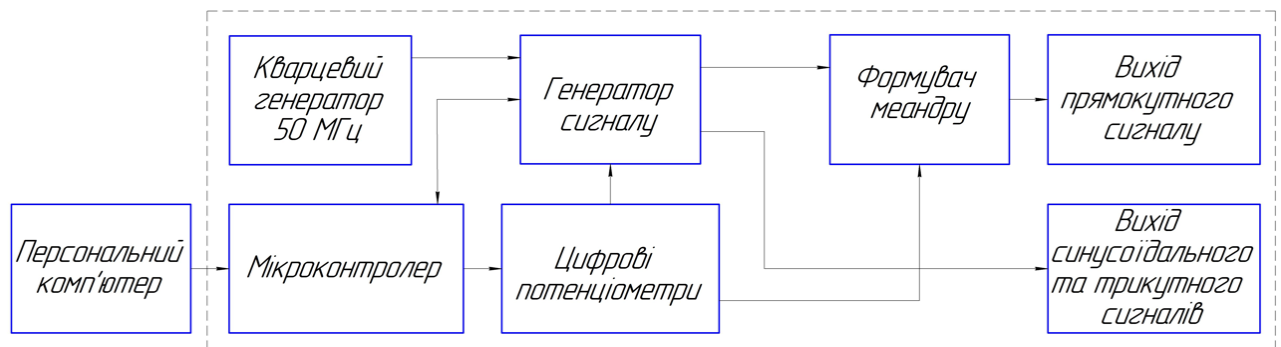 Кварцевий
генератор
50 МГц
Генератор
сигналу
Формувач
меандру
Вихід
прямокутного
сигналу
Персональний
комп'ютер
Мікроконтролер
Цифрові
потенціометри
Вихід
синусоїдального
та трикутного
сигналів